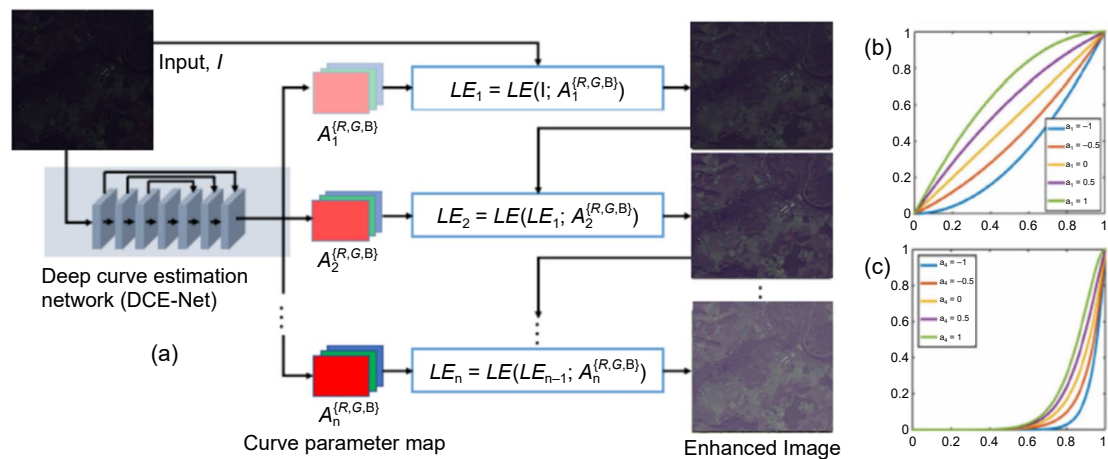 Input, I
A₁^{R,G,B}
LE₁ = LE(I; A₁^{R,G,B})
A₂^{R,G,B}
LE₂ = LE(LE₁; A₂^{R,G,B})
Deep curve estimation
network (DCE-Net)
(a)
Aₙ^{R,G,B}
LEₙ = LE(LEₙ₋₁; Aₙ^{R,G,B})
Curve parameter map
Enhanced Image
(b)
1
0.8
0.6
0.4
0.2
0
a₁ = –1
a₁ = –0.5
a₁ = 0
a₁ = 0.5
a₁ = 1
0 0.2 0.4 0.6 0.8 1
(c)
1
0.8
0.6
0.4
0.2
0
a₄ = –1
a₄ = –0.5
a₄ = 0
a₄ = 0.5
a₄ = 1
0 0.2 0.4 0.6 0.8 1